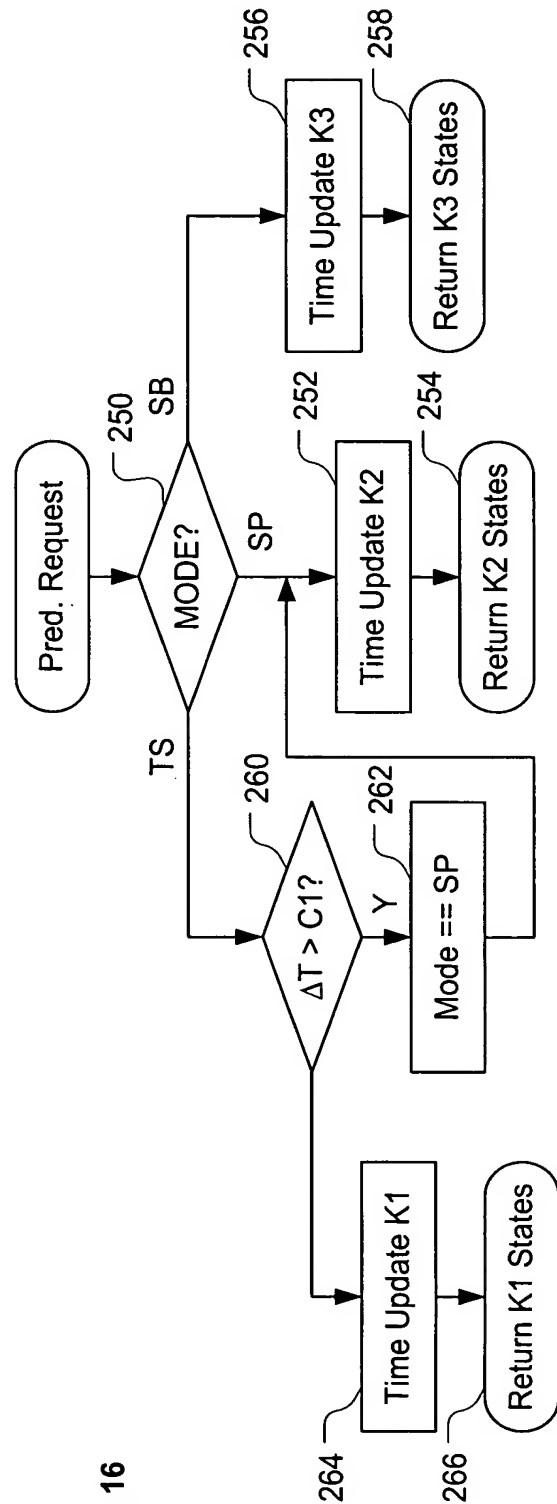 16
Pred. Request
250
MODE?
TS
SP
SB
260
ΔT > C1?
Y
262
Mode == SP
264
Time Update K1
266
Return K1 States
252
Time Update K2
254
Return K2 States
256
Time Update K3
258
Return K3 States